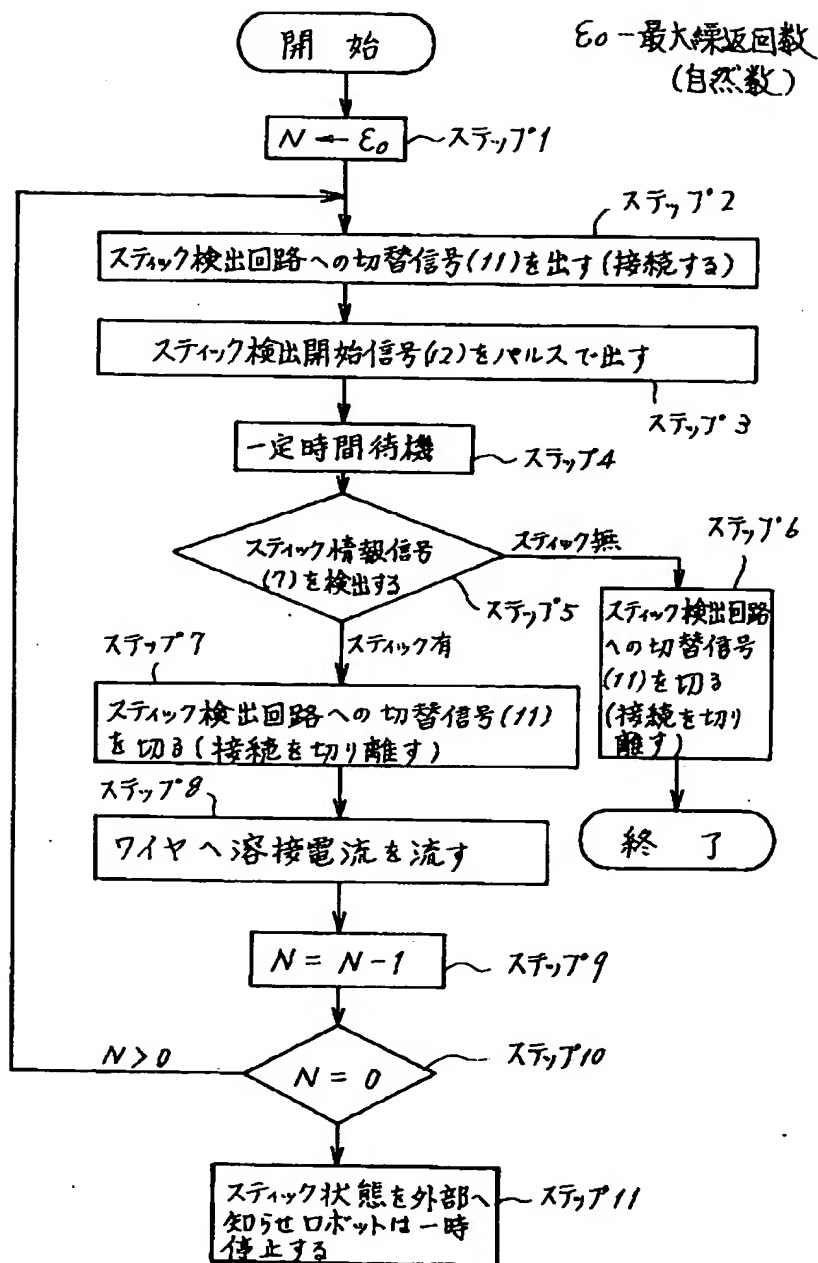 開始
ε0 - 最大繰返回数
(自然数)
N ← ε0
ステップ1
ステップ2
スティック検出回路への切替信号(11)を出す(接続する)
スティック検出開始信号(12)をパルスで出す
ステップ3
一定時間待機
ステップ4
スティック情報信号
(7)を検出する
スティック無
ステップ5
ステップ6
スティック検出回路
への切替信号
(11)を切る
(接続を切り
離す)
終了
スティック有
ステップ7
スティック検出回路への切替信号(11)
を切る(接続を切り離す)
ステップ8
ワイヤへ溶接電流を流す
N = N-1
ステップ9
N > 0
N = 0
ステップ10
スティック状態を外部へ
知らせロボットは一時
停止する
ステップ11